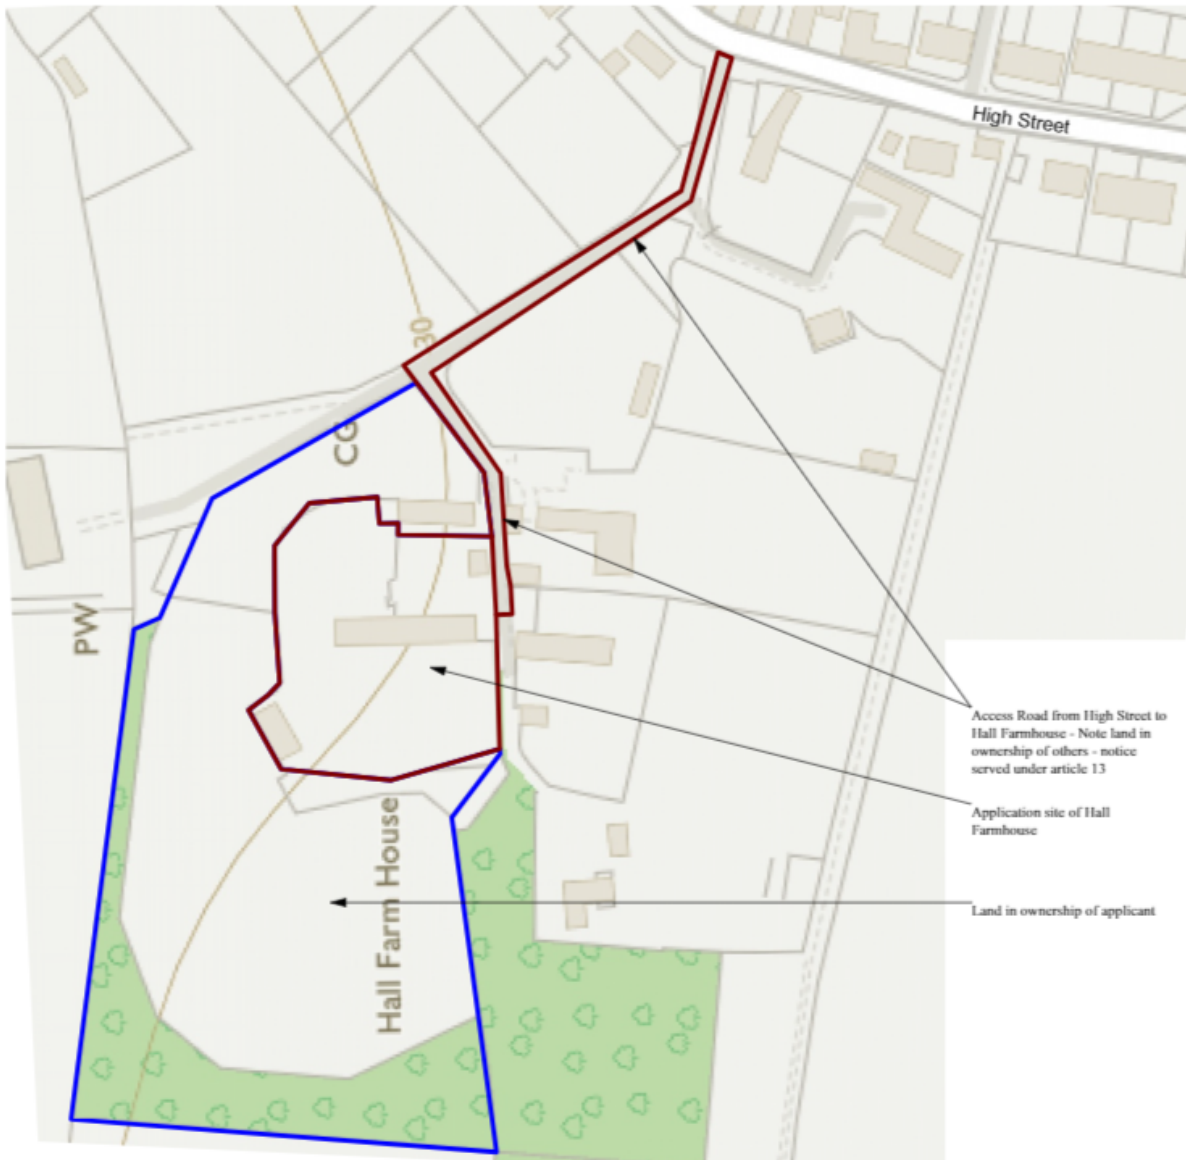 High Street
30
CG
PW
Hall Farm House
Access Road from High Street to
Hall Farmhouse - Note land in
ownership of others - notice
served under article 13
Application site of Hall
Farmhouse
Land in ownership of applicant